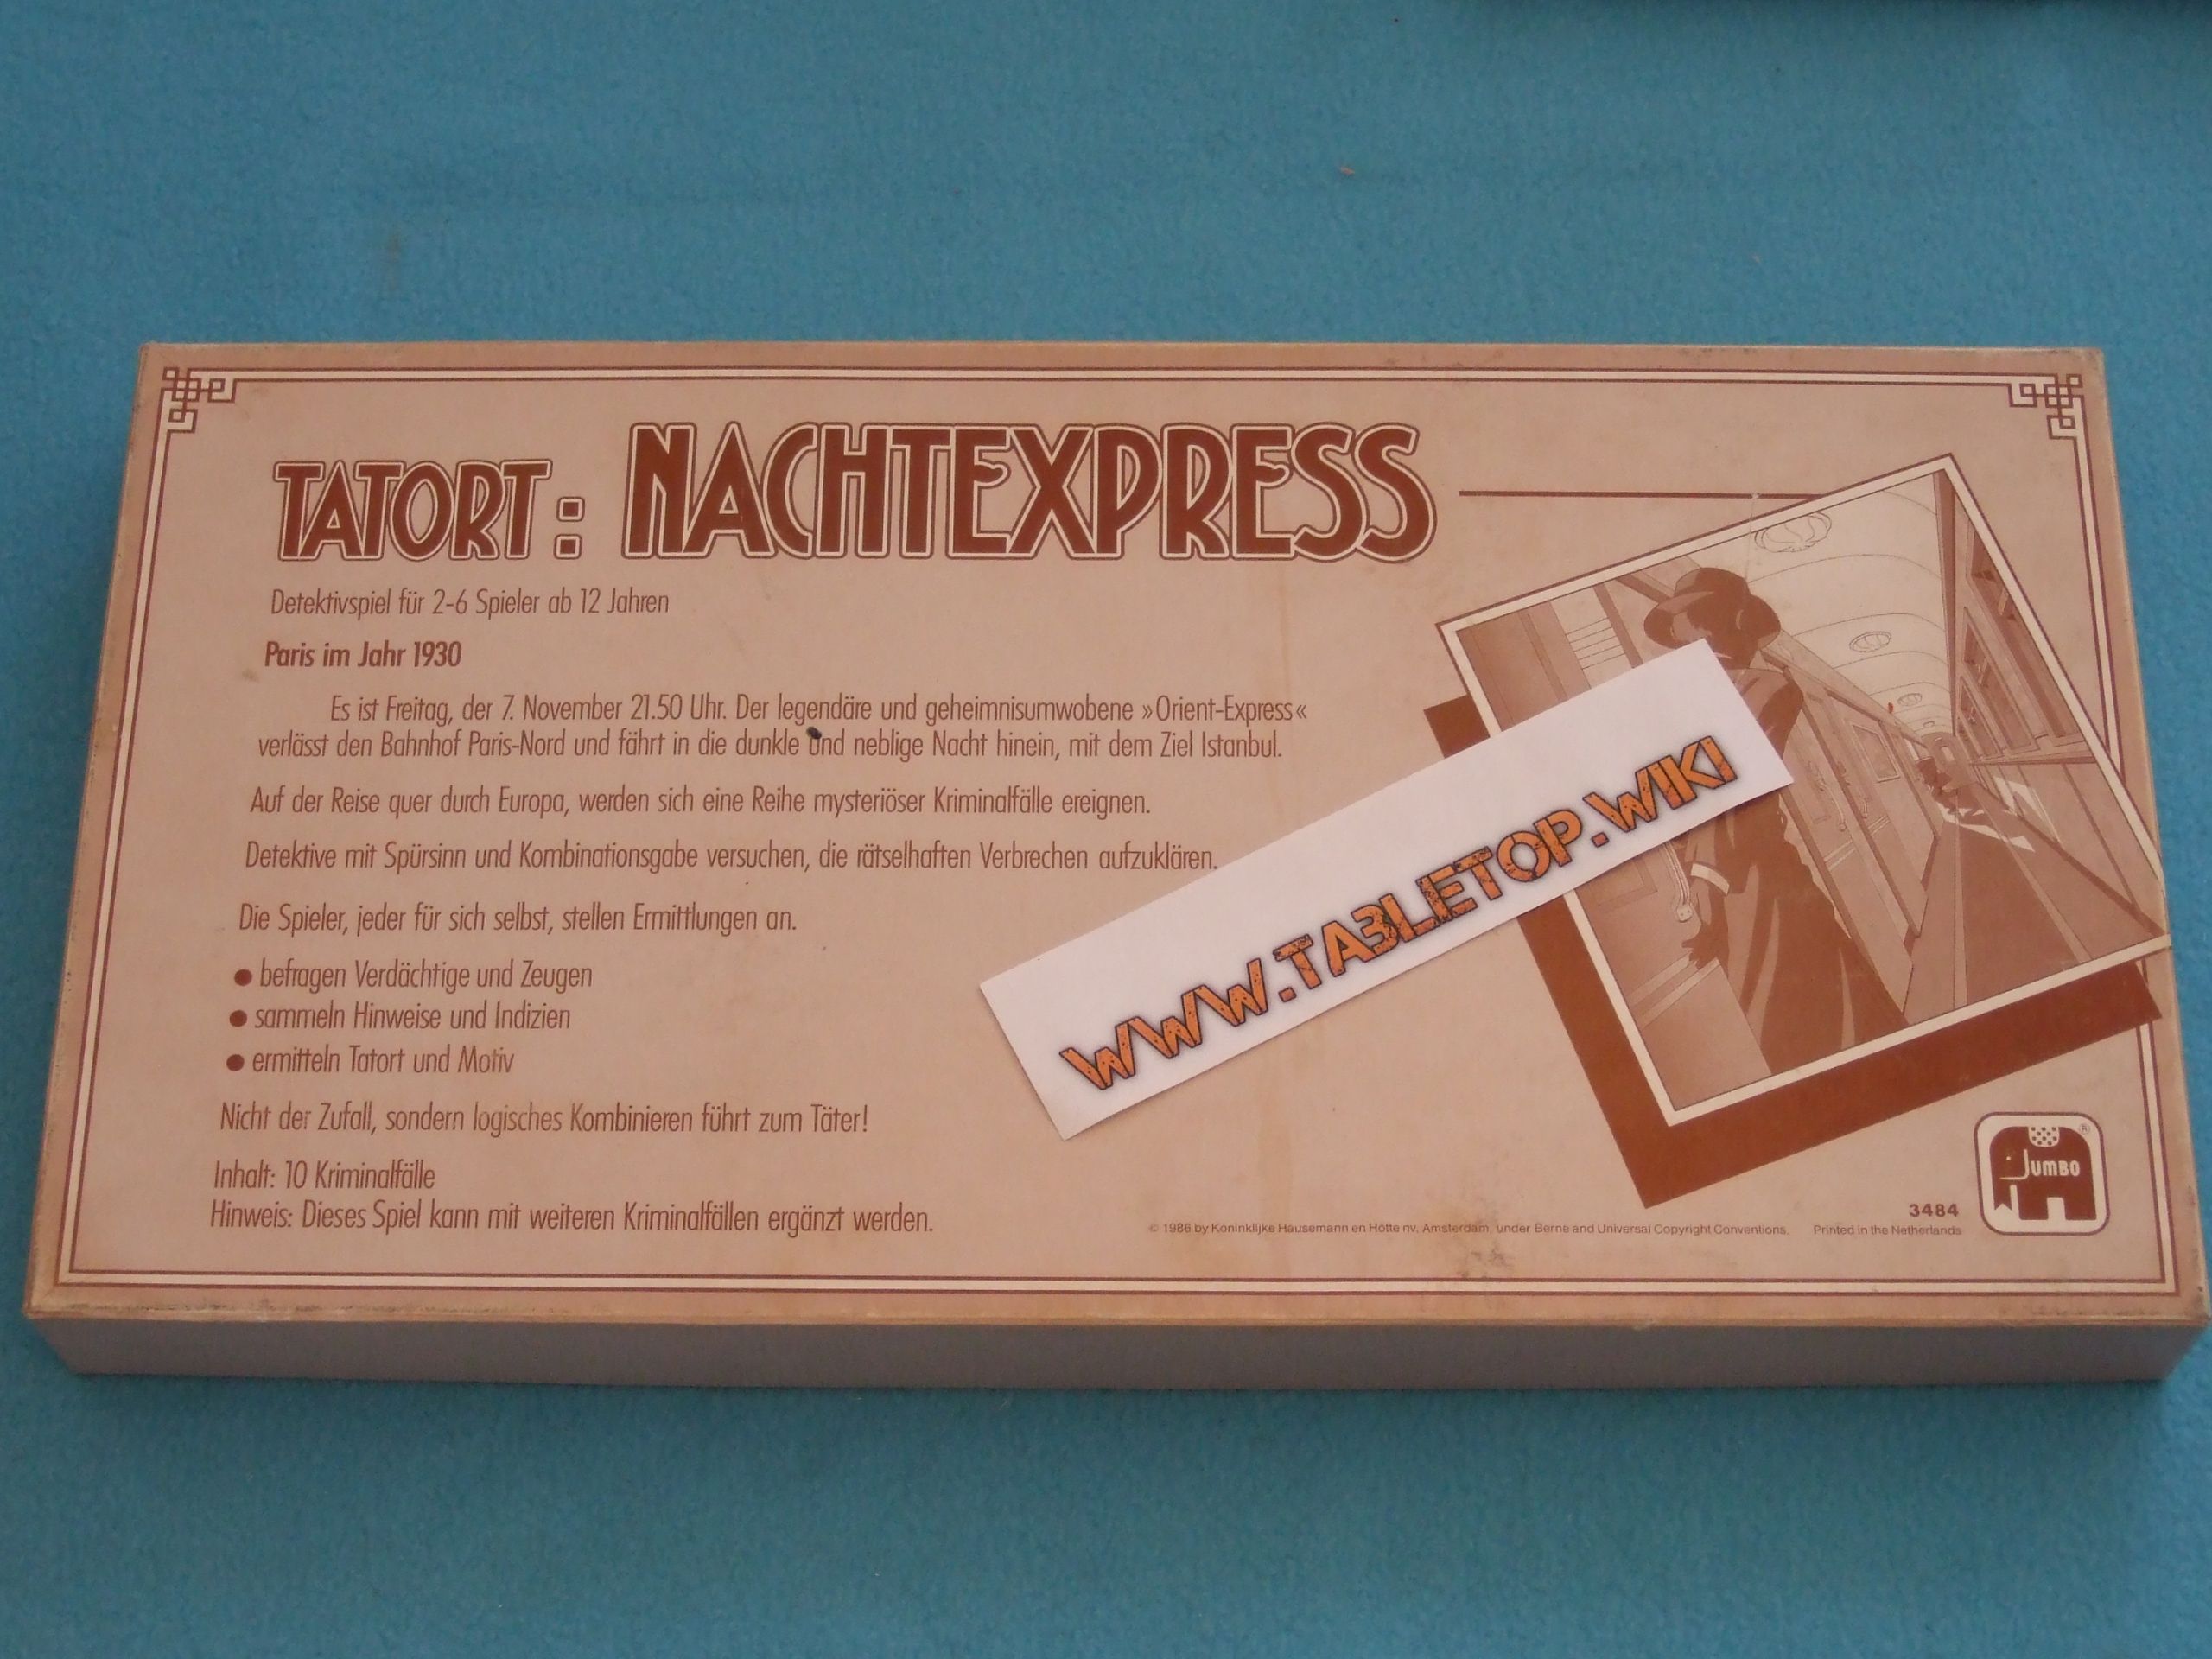 TATORT: NACHTEXPRESS
Detektivspiel für 2-6 Spieler ab 12 Jahren
Paris im Jahr 1930
Es ist Freitag, der 7. November 21.50 Uhr. Der legendäre und geheimnisumwobene »Orient-Express«
verlässt den Bahnhof Paris-Nord und fährt in die dunkle und neblige Nacht hinein, mit dem Ziel Istanbul.
Auf der Reise quer durch Europa, werden sich eine Reihe mysteriöser Kriminalfälle ereignen.
Detektive mit Spürsinn und Kombinationsgabe versuchen, die rätselhaften Verbrechen aufzuklären.
Die Spieler, jeder für sich selbst, stellen Ermittlungen an.
• befragen Verdächtige und Zeugen
• sammeln Hinweise und Indizien
• ermitteln Tatort und Motiv
Nicht der Zufall, sondern logisches Kombinieren führt zum Täter!
Inhalt: 10 Kriminalfälle
Hinweis: Dieses Spiel kann mit weiteren Kriminalfällen ergänzt werden.
WWW.TABLETOP.WIKI
JUMBO ®
3484
© 1986 by Koninklijke Hausemann en Hötte nv. Amsterdam, under Berne and Universal Copyright Conventions. Printed in the Netherlands